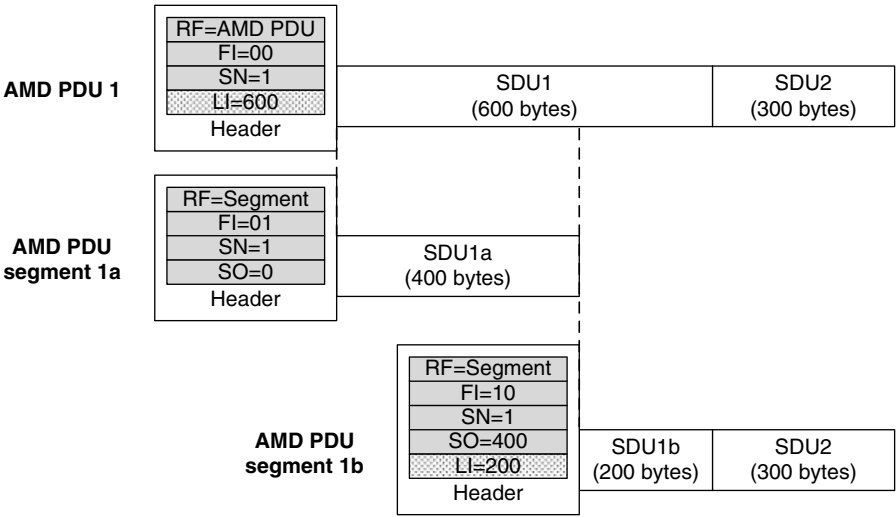 AMD PDU 1
RF=AMD PDU
FI=00
SN=1
LI=600
Header
SDU1
(600 bytes)
SDU2
(300 bytes)
AMD PDU
segment 1a
RF=Segment
FI=01
SN=1
SO=0
Header
SDU1a
(400 bytes)
AMD PDU
segment 1b
RF=Segment
FI=10
SN=1
SO=400
LI=200
Header
SDU1b
(200 bytes)
SDU2
(300 bytes)